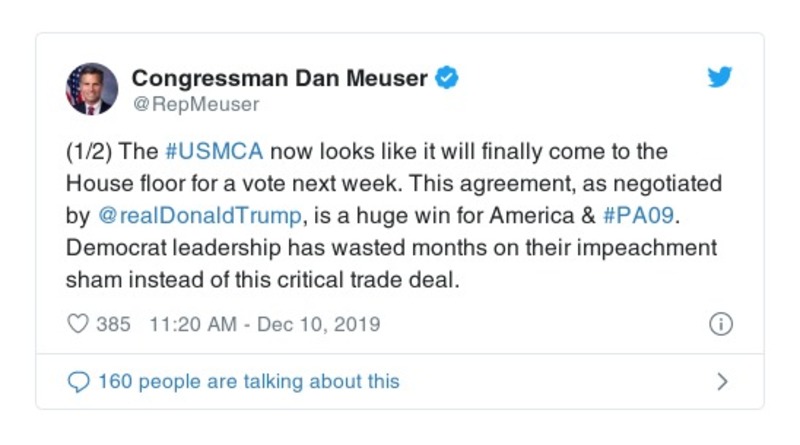 Congressman Dan Meuser
@RepMeuser
(1/2) The #USMCA now looks like it will finally come to the
House floor for a vote next week. This agreement, as negotiated
by @realDonaldTrump, is a huge win for America & #PA09.
Democrat leadership has wasted months on their impeachment
sham instead of this critical trade deal.
385 11:20 AM - Dec 10, 2019
160 people are talking about this